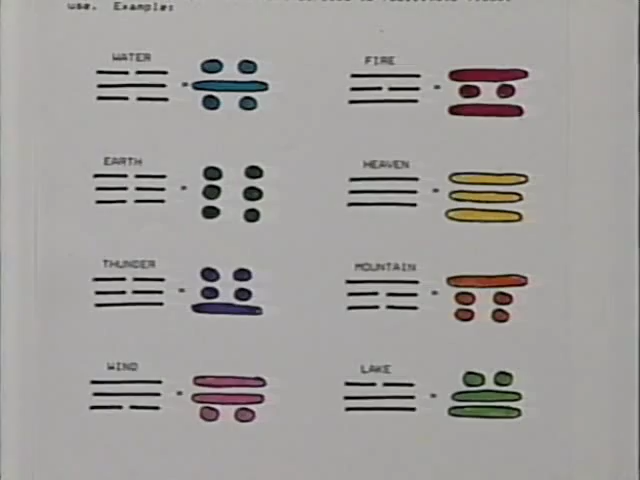 use. Example:
WATER
FIRE
=
=
EARTH
HEAVEN
=
=
THUNDER
MOUNTAIN
=
=
WIND
LAKE
=
=